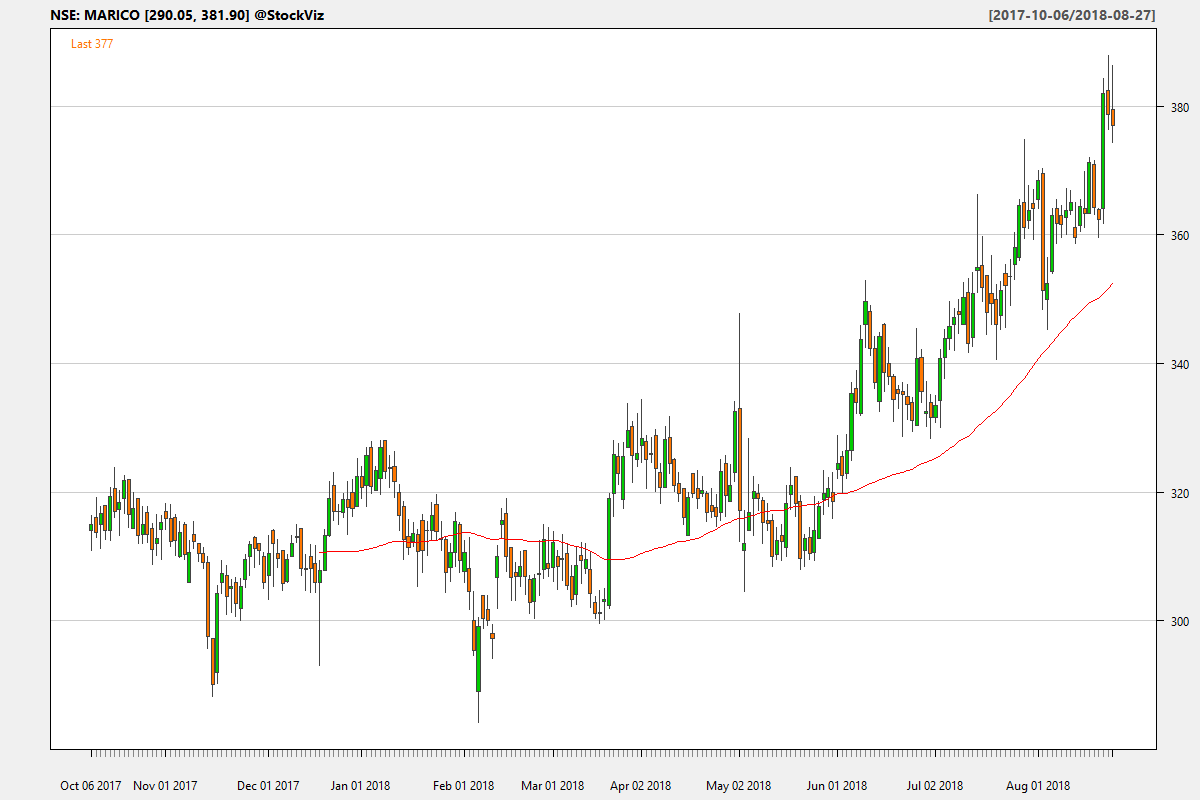 NSE: MARICO [290.05, 381.90] @StockViz [2017-10-06/2018-08-27]
Last 377
380
360
340
320
300
Oct 06 2017 Nov 01 2017 Dec 01 2017 Jan 01 2018 Feb 01 2018 Mar 01 2018 Apr 02 2018 May 02 2018 Jun 01 2018 Jul 02 2018 Aug 01 2018